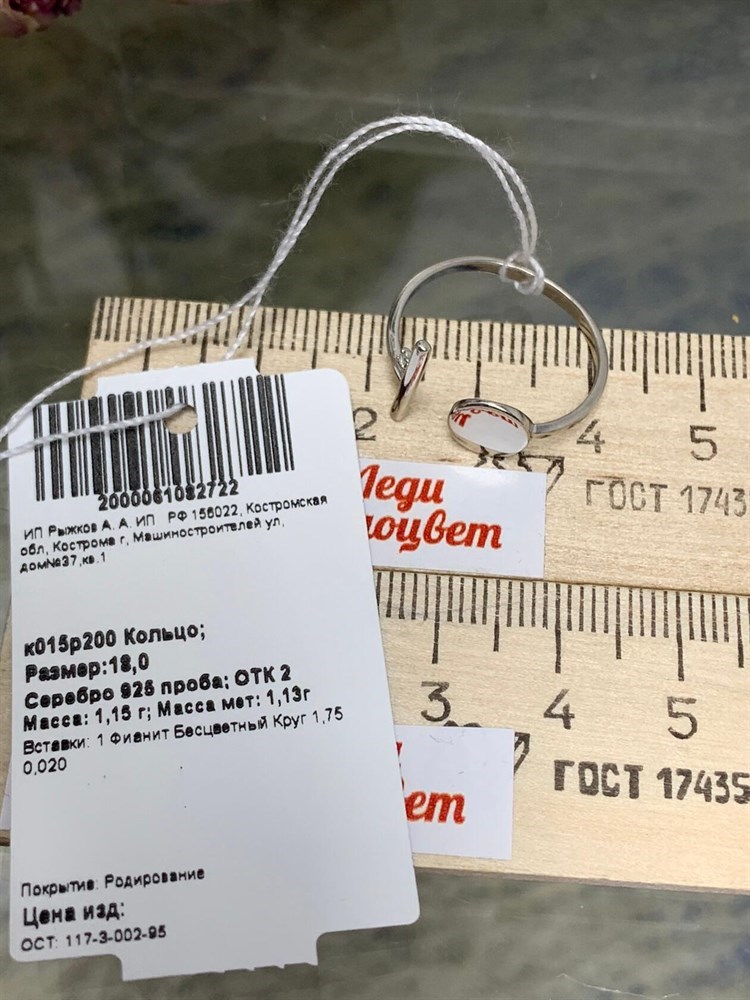 2000061082722
ИП Рыжков А. А. ИП РФ 156022, Костромская
обл, Кострома г, Машиностроителей ул,
дом№37,кв.1
к015р200 Кольцо;
Размер:18,0
Серебро 925 проба; ОТК 2
Масса: 1,15 г; Масса мет: 1,13г
Вставки: 1 Фианит Бесцветный Круг 1,75
0,020
Покрытие: Родирование
Цена изд:
ОСТ: 117-3-002-95
2 4 5
Леди
ГОСТ 1743
3 4 5
ГОСТ 17435